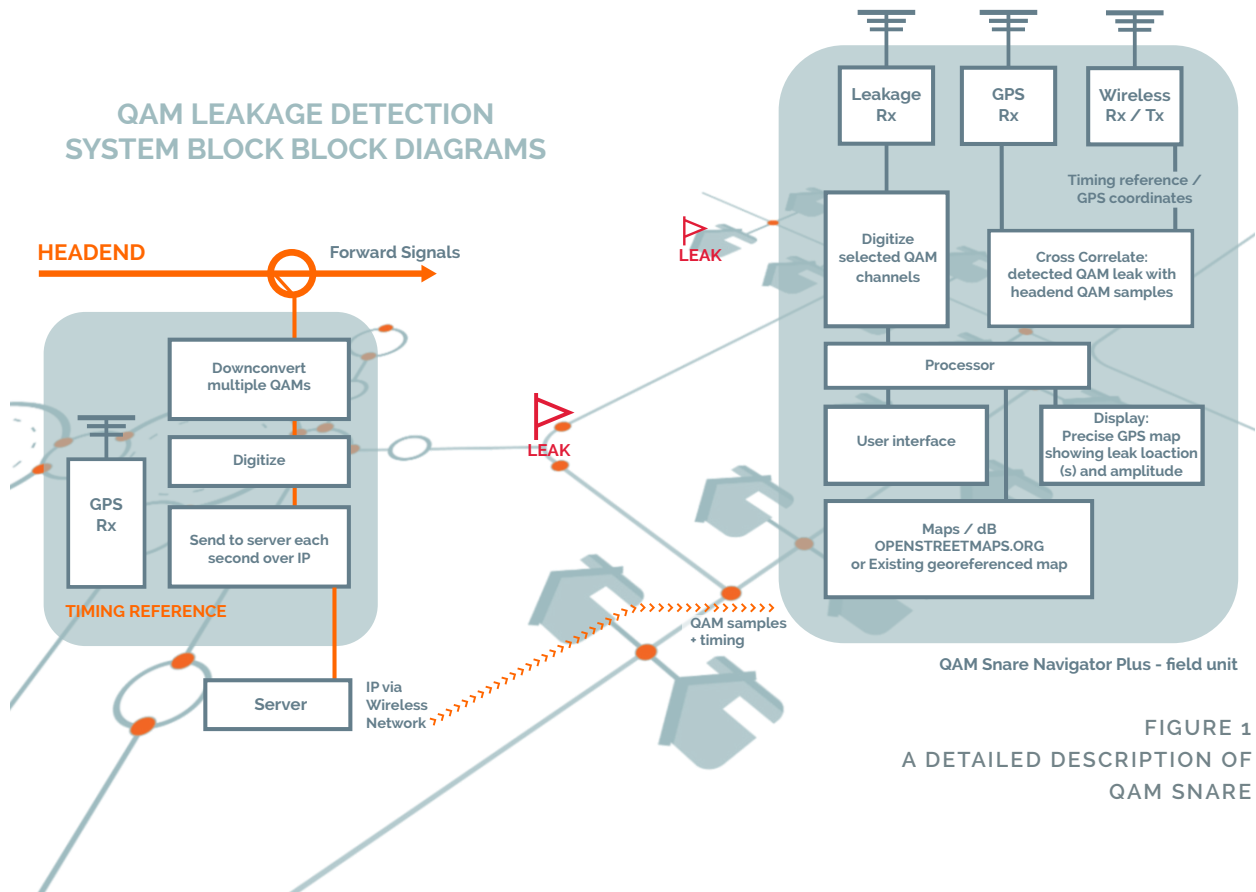 QAM LEAKAGE DETECTION
SYSTEM BLOCK BLOCK DIAGRAMS
HEADEND
Forward Signals
Downconvert
multiple QAMs
Digitize
GPS
Rx
Send to server each
second over IP
TIMING REFERENCE
Server
IP via
Wireless
Network
LEAK
LEAK
QAM samples
+ timing
Leakage
Rx
GPS
Rx
Wireless
Rx / Tx
Timing reference /
GPS coordinates
Digitize
selected QAM
channels
Cross Correlate:
detected QAM leak with
headend QAM samples
Processor
User interface
Display:
Precise GPS map
showing leak loaction
(s) and amplitude
Maps / dB
OPENSTREETMAPS.ORG
or Existing georeferenced map
QAM Snare Navigator Plus - field unit
FIGURE 1
A DETAILED DESCRIPTION OF
QAM SNARE